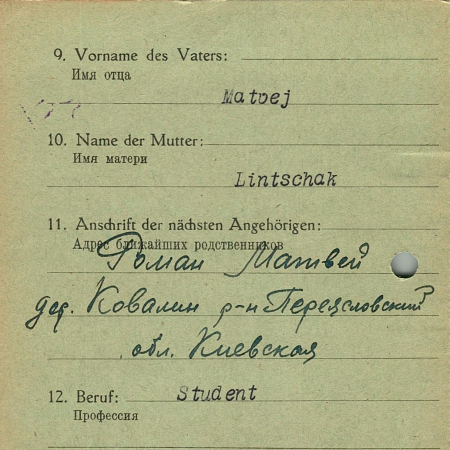 9. Vorname des Vaters:
Имя отца
Matvej
10. Name der Mutter:
Имя матери
Lintschak
11. Anschrift der nächsten Angehörigen:
Адрес ближайших родственников
Роман Матвей
дер. Ковалин р-н Переясловский
обл. Киевская
12. Beruf: Student
Профессия